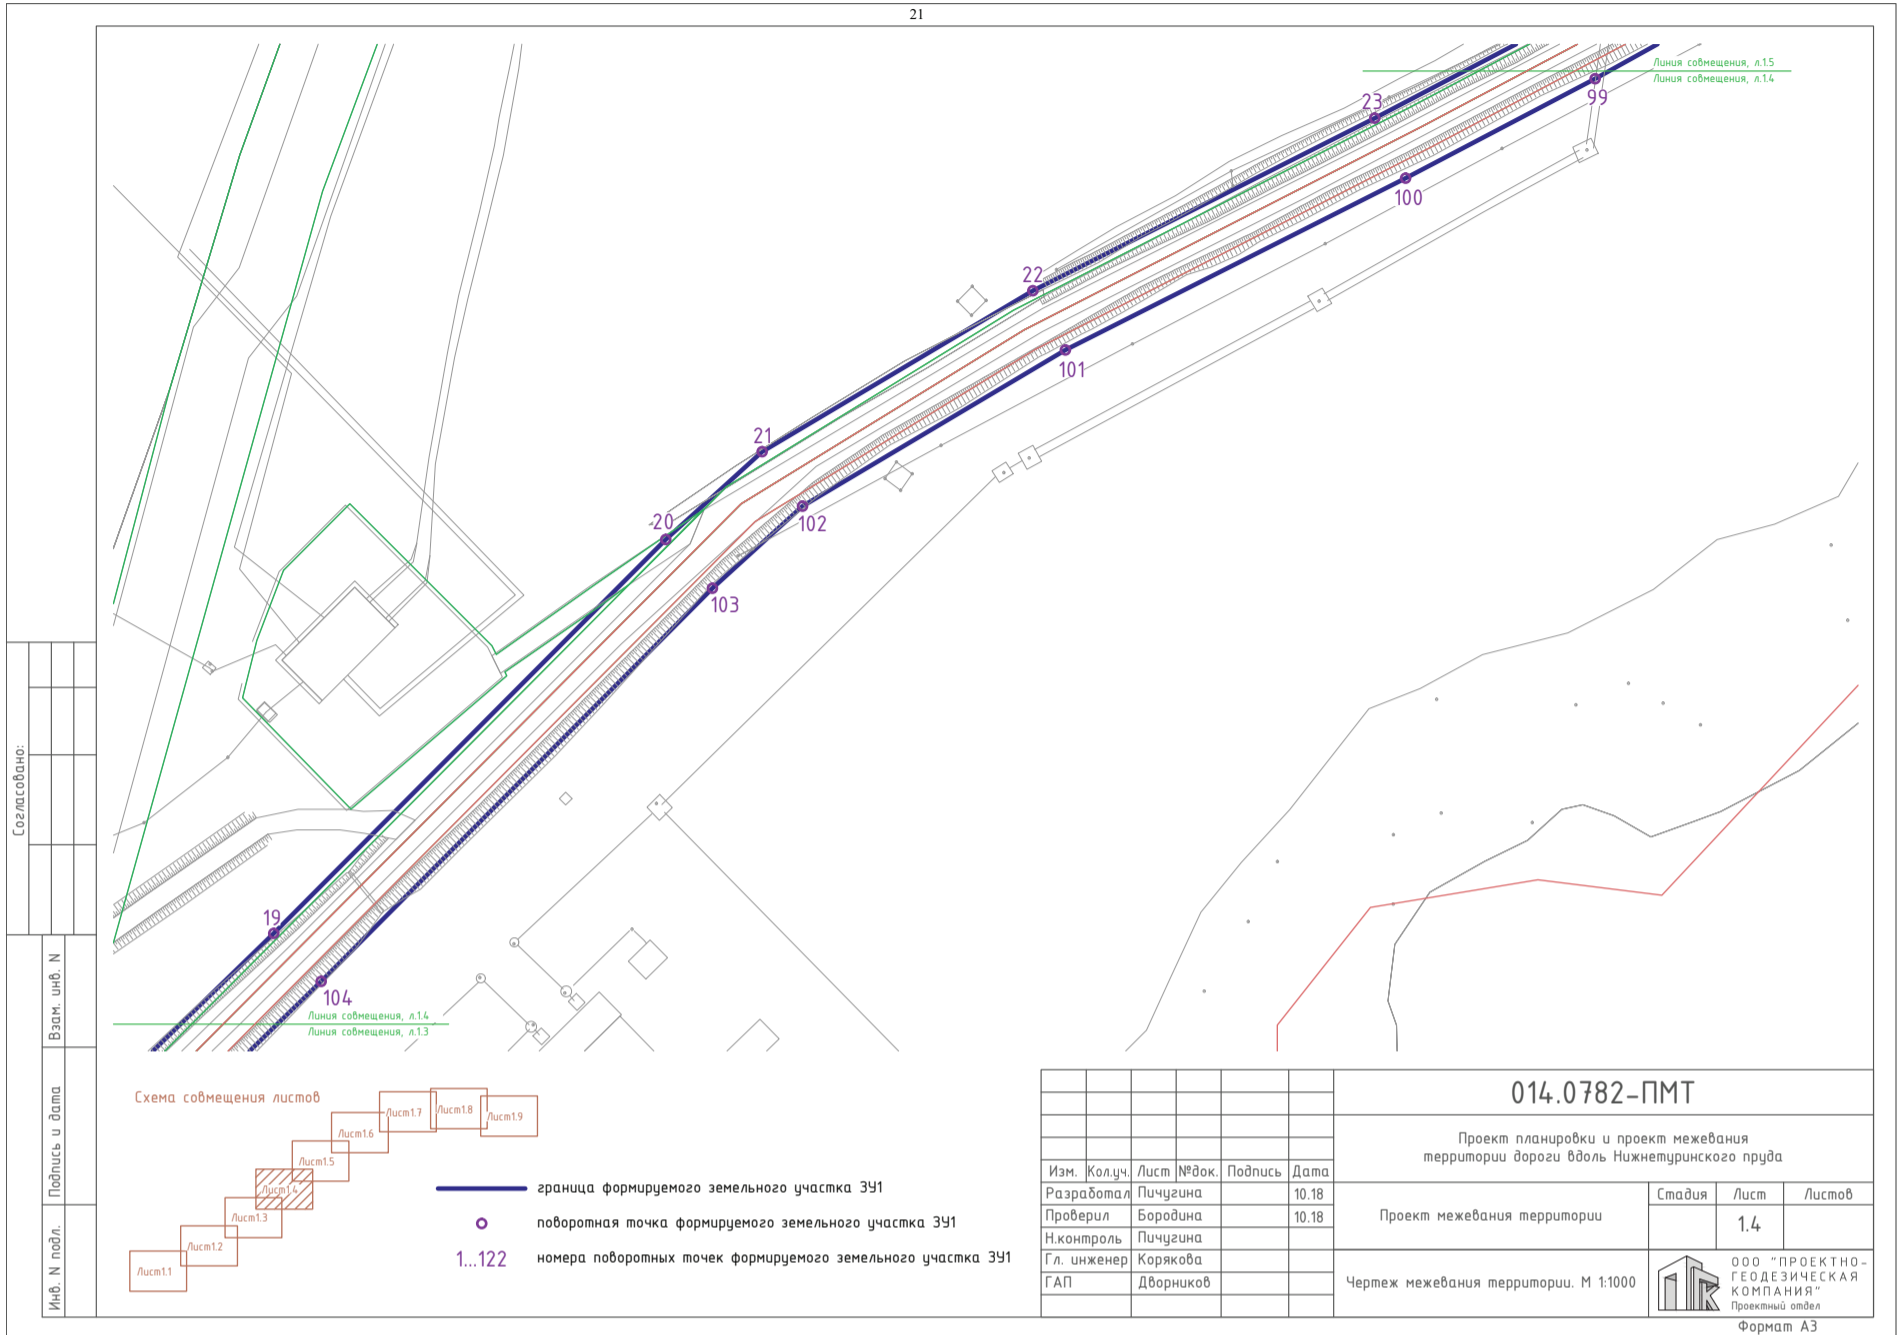 21
Линия совмещения, л.1.5
Линия совмещения, л.1.4
23
99
100
22
101
21
20
102
103
19
104
Линия совмещения, л.1.4
Линия совмещения, л.1.3
Согласовано:
Взам. инв. N
Подпись и дата
Инв. N подл.
Схема совмещения листов
Лист1.7
Лист1.8
Лист1.9
Лист1.6
Лист1.5
Лист1.4
Лист1.3
Лист1.2
Лист1.1
граница формируемого земельного участка ЗУ1
поворотная точка формируемого земельного участка ЗУ1
1...122 номера поворотных точек формируемого земельного участка ЗУ1
014.0782-ПМТ
Проект планировки и проект межевания
территории дороги вдоль Нижнетуринского пруда
Изм. Кол.уч. Лист №док. Подпись Дата
Разработал Пичугина 10.18
Проверил Бородина 10.18
Н.контроль Пичугина
Гл. инженер Корякова
ГАП Дворников
Проект межевания территории
Стадия Лист Листов
1.4
Чертеж межевания территории. М 1:1000
ООО "ПРОЕКТНО-
ГЕОДЕЗИЧЕСКАЯ
КОМПАНИЯ"
Проектный отдел
Формат А3